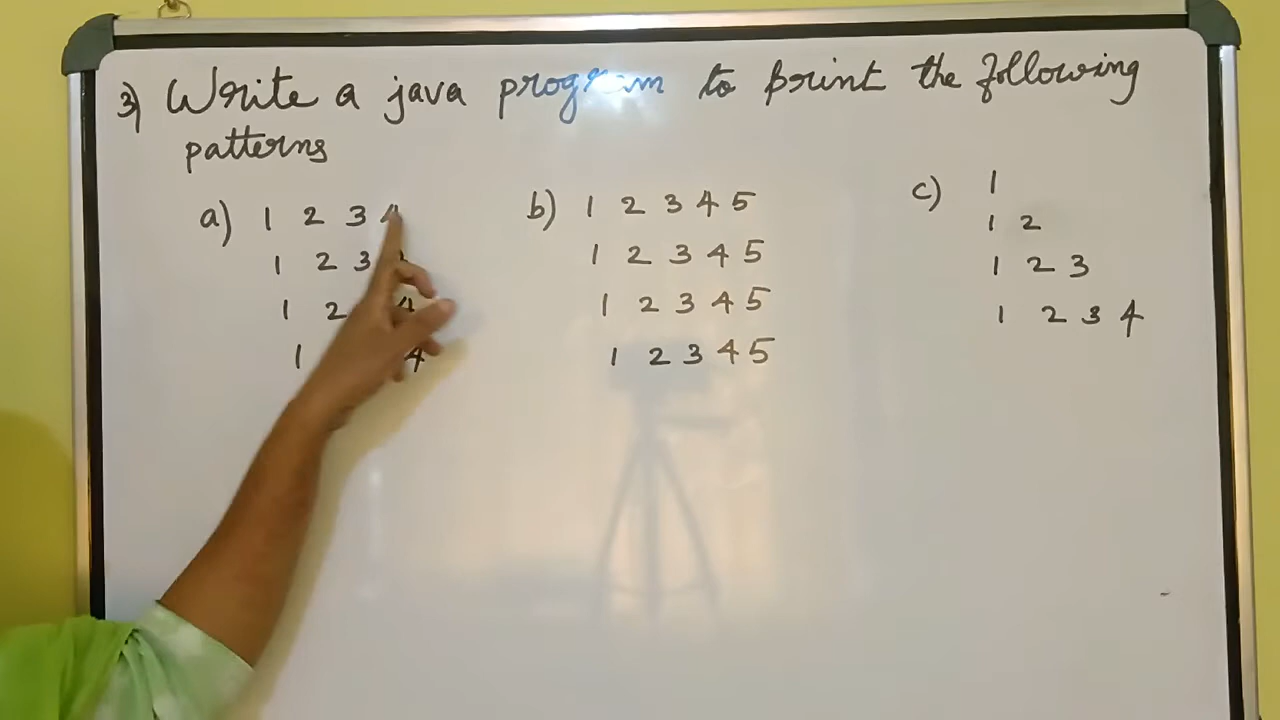 3) Write a java program to print the following
patterns
a) 1 2 3 4
1 2 3
1 2 4
1 4
b) 1 2 3 4 5
1 2 3 4 5
1 2 3 4 5
1 2 3 4 5
c) 1
1 2
1 2 3
1 2 3 4